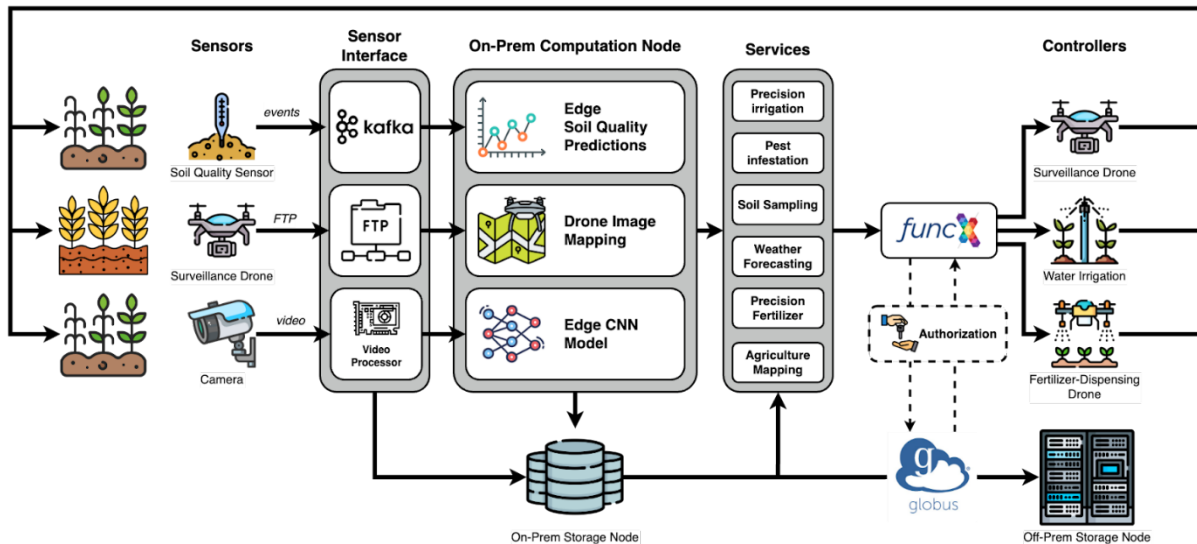 Sensors
Sensor
Interface
On-Prem Computation Node
Services
Controllers
events
kafka
Edge
Soil Quality
Predictions
Precision
irrigation
Pest
infestation
Soil Quality Sensor
Surveillance Drone
FTP
FTP
Drone Image
Mapping
Soil Sampling
funcX
Weather
Forecasting
Surveillance Drone
Water Irrigation
video
Video
Processor
Edge CNN
Model
Precision
Fertilizer
Authorization
Agriculture
Mapping
Camera
Fertilizer-Dispensing
Drone
g
globus
On-Prem Storage Node
Off-Prem Storage Node